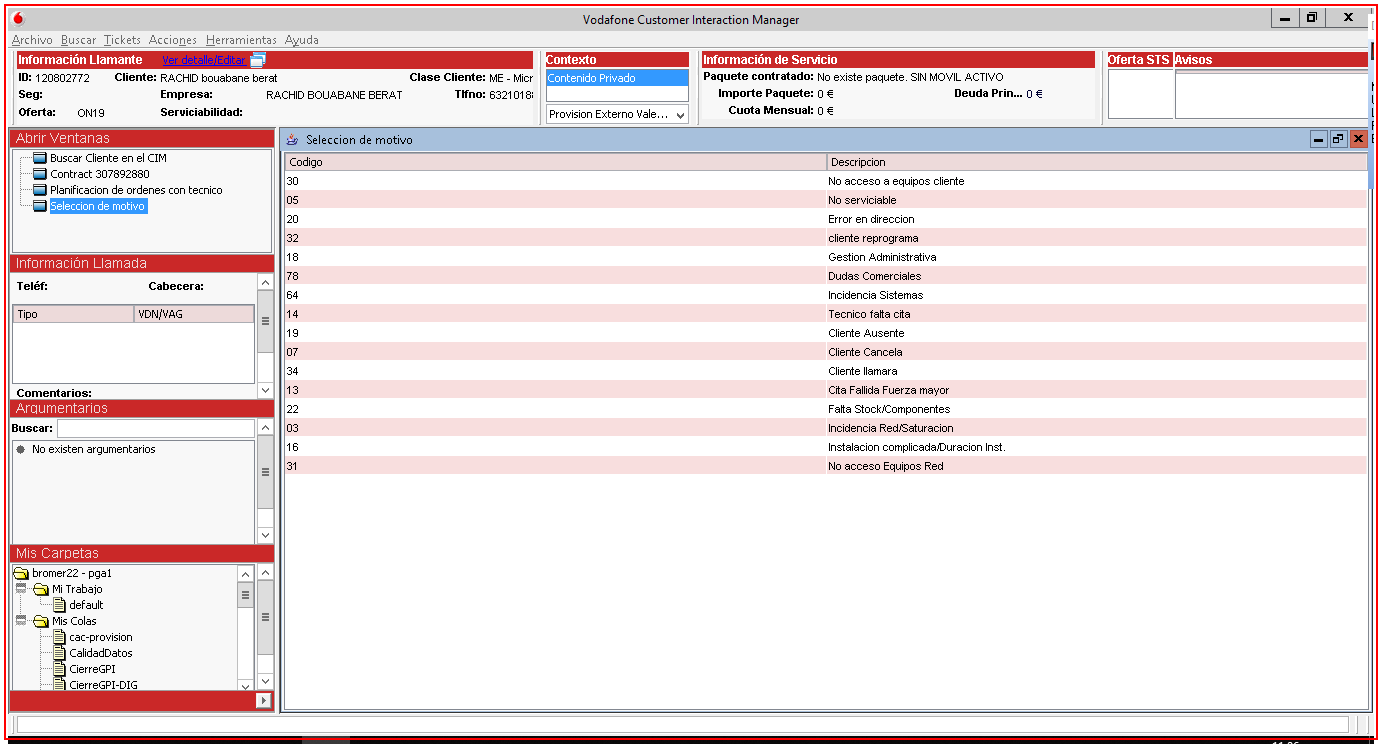 Vodafone Customer Interaction Manager
Archivo Buscar Tickets Acciones Herramientas Ayuda
Información Llamante Ver detalle/Editar
ID: 120802772 Cliente: RACHID bouabane berat Clase Cliente: ME - Micr
Seg: Empresa: RACHID BOUABANE BERAT Tlfno: 6321018
Oferta: ON19 Serviciabilidad:
Contexto
Contenido Privado
Provision Externo Vale...
Información de Servicio
Paquete contratado: No existe paquete. SIN MOVIL ACTIVO
Importe Paquete: 0 € Deuda Prin... 0 €
Cuota Mensual: 0 €
Oferta STS Avisos
Abrir Ventanas
Buscar Cliente en el CIM
Contract 307892880
Planificacion de ordenes con tecnico
Seleccion de motivo
Información Llamada
Teléf: Cabecera:
Tipo VDN/VAG
Comentarios:
Argumentarios
Buscar:
No existen argumentarios
Mis Carpetas
bromer22 - pga1
Mi Trabajo
default
Mis Colas
cac-provision
CalidadDatos
CierreGPI
CierreGPI-DIG
Seleccion de motivo
Codigo Descripcion
30 No acceso a equipos cliente
05 No serviciable
20 Error en direccion
32 cliente reprograma
18 Gestion Administrativa
78 Dudas Comerciales
64 Incidencia Sistemas
14 Tecnico falta cita
19 Cliente Ausente
07 Cliente Cancela
34 Cliente llamara
13 Cita Fallida Fuerza mayor
22 Falta Stock/Componentes
03 Incidencia Red/Saturacion
16 Instalacion complicada/Duracion Inst.
31 No acceso Equipos Red